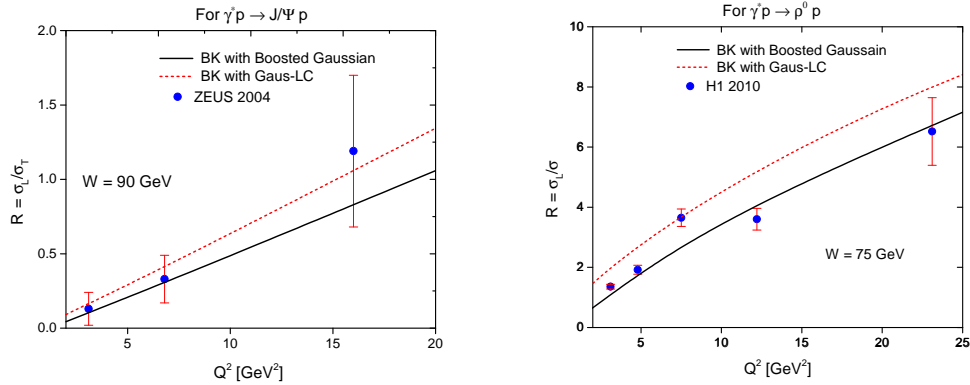 For γ*p → J/Ψ p
2.0
1.5
1.0
0.5
0.0
R = σL/σT
BK with Boosted Gaussian
BK with Gaus-LC
ZEUS 2004
W = 90 GeV
5
10
15
20
Q² [GeV²]
For γ*p → ρ⁰ p
10
8
6
4
2
0
R = σL/σ
BK with Boosted Gaussain
BK with Gaus-LC
H1 2010
W = 75 GeV
5
10
15
20
25
Q² [GeV²]